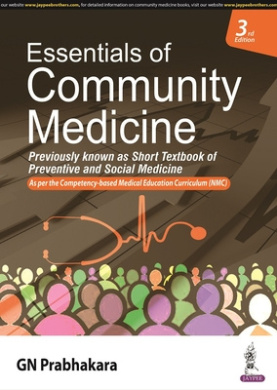 our website www.jaypeebrothers.com, for detailed information on community medicine books, visit our website www.jaypeebrothers.com,
3rd
Edition
Essentials of
Community
Medicine
Previously known as Short Textbook of
Preventive and Social Medicine
As per the Competency-based Medical Education Curriculum (NMC)
GN Prabhakara
JAYPEE